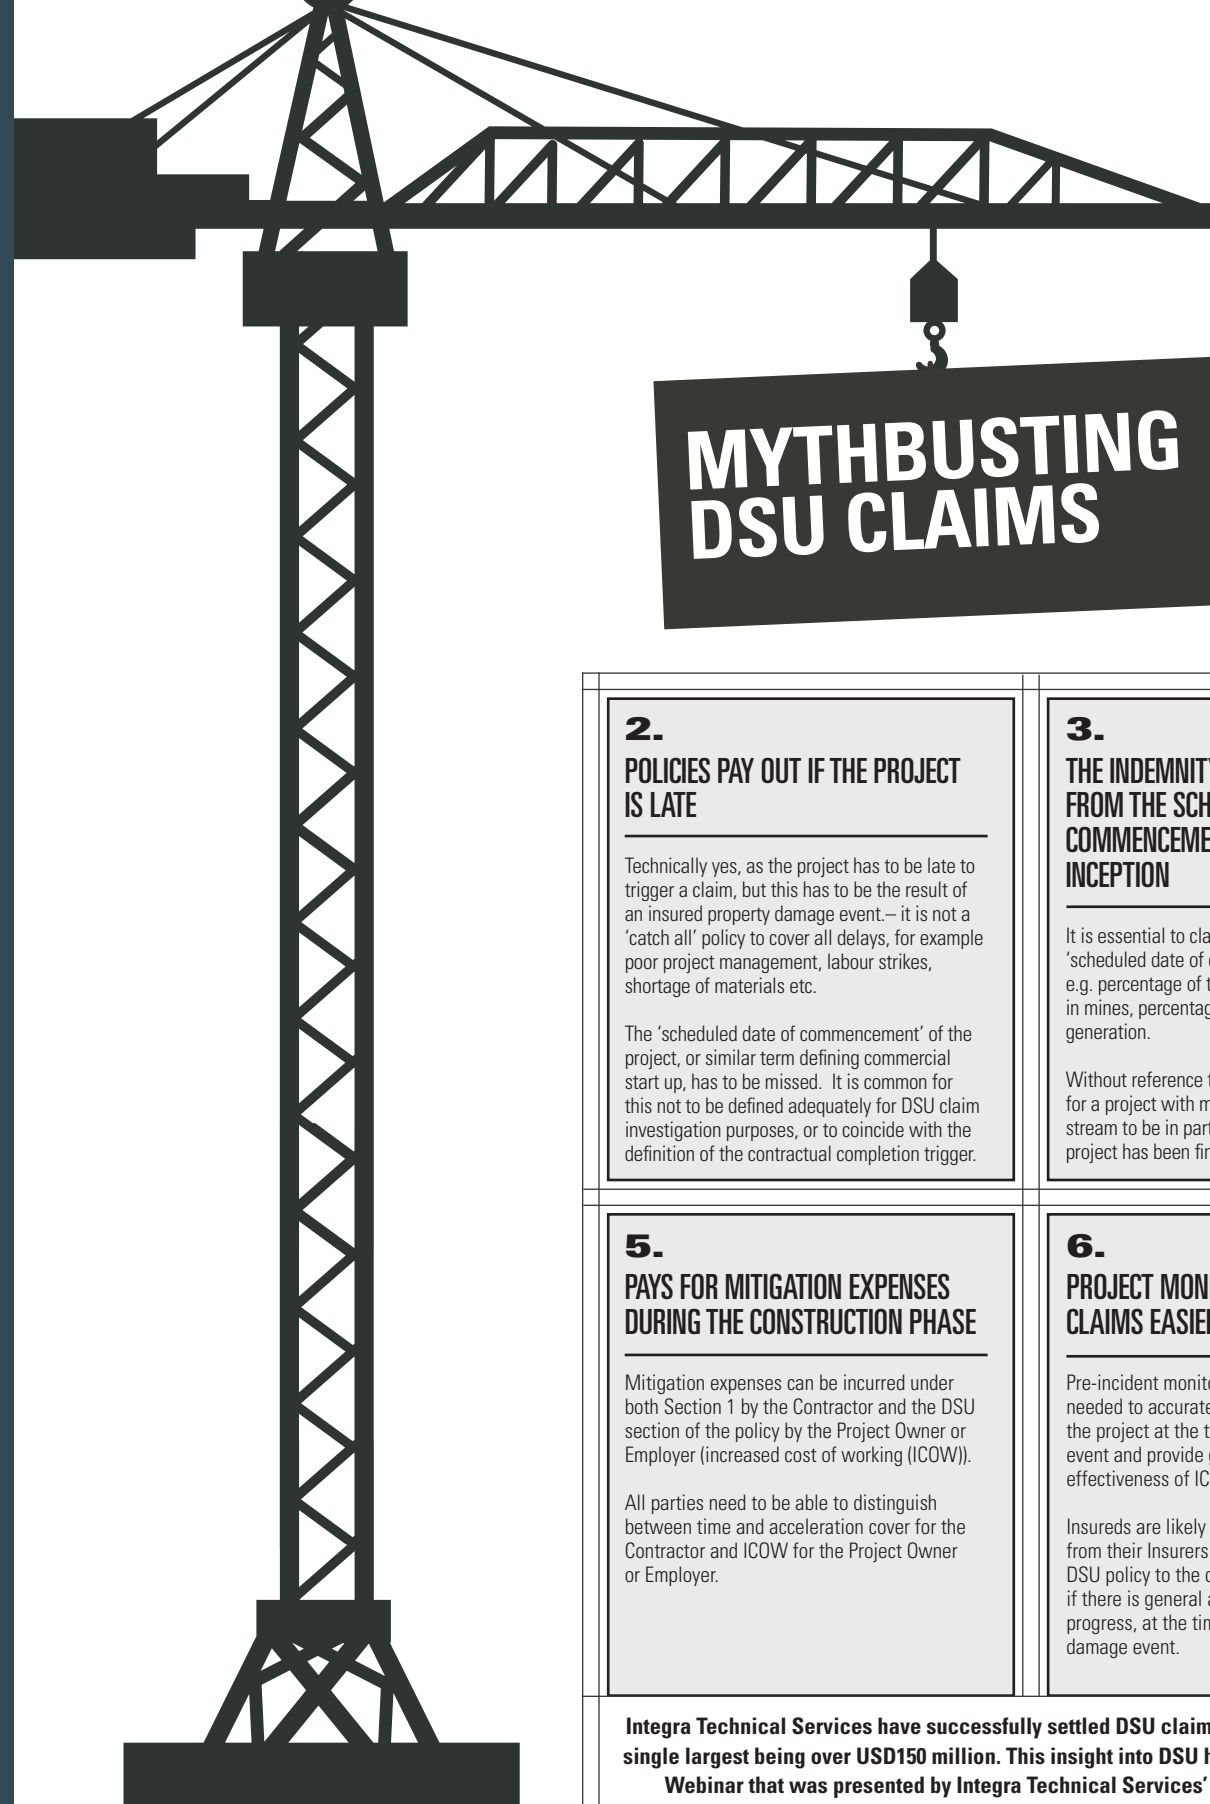 MYTHBUSTING
DSU CLAIMS
2.
POLICIES PAY OUT IF THE PROJECT
IS LATE
Technically yes, as the project has to be late to
trigger a claim, but this has to be the result of
an insured property damage event.– it is not a
‘catch all’ policy to cover all delays, for example
poor project management, labour strikes,
shortage of materials etc.
The ‘scheduled date of commencement’ of the
project, or similar term defining commercial
start up, has to be missed.  It is common for
this not to be defined adequately for DSU claim
investigation purposes, or to coincide with the
definition of the contractual completion trigger.
3.
THE INDEMNITY
FROM THE SCH
COMMENCEME
INCEPTION
It is essential to cla
‘scheduled date of
e.g. percentage of t
in mines, percentag
generation.
Without reference t
for a project with m
stream to be in part
project has been fin
5.
PAYS FOR MITIGATION EXPENSES
DURING THE CONSTRUCTION PHASE
Mitigation expenses can be incurred under
both Section 1 by the Contractor and the DSU
section of the policy by the Project Owner or
Employer (increased cost of working (ICOW)).
All parties need to be able to distinguish
between time and acceleration cover for the
Contractor and ICOW for the Project Owner
or Employer.
6.
PROJECT MON
CLAIMS EASIE
Pre-incident monito
needed to accurate
the project at the t
event and provide
effectiveness of IC
Insureds are likely
from their Insurers
DSU policy to the
if there is general a
progress, at the tim
damage event.
Integra Technical Services have successfully settled DSU claim
single largest being over USD150 million. This insight into DSU h
Webinar that was presented by Integra Technical Services’